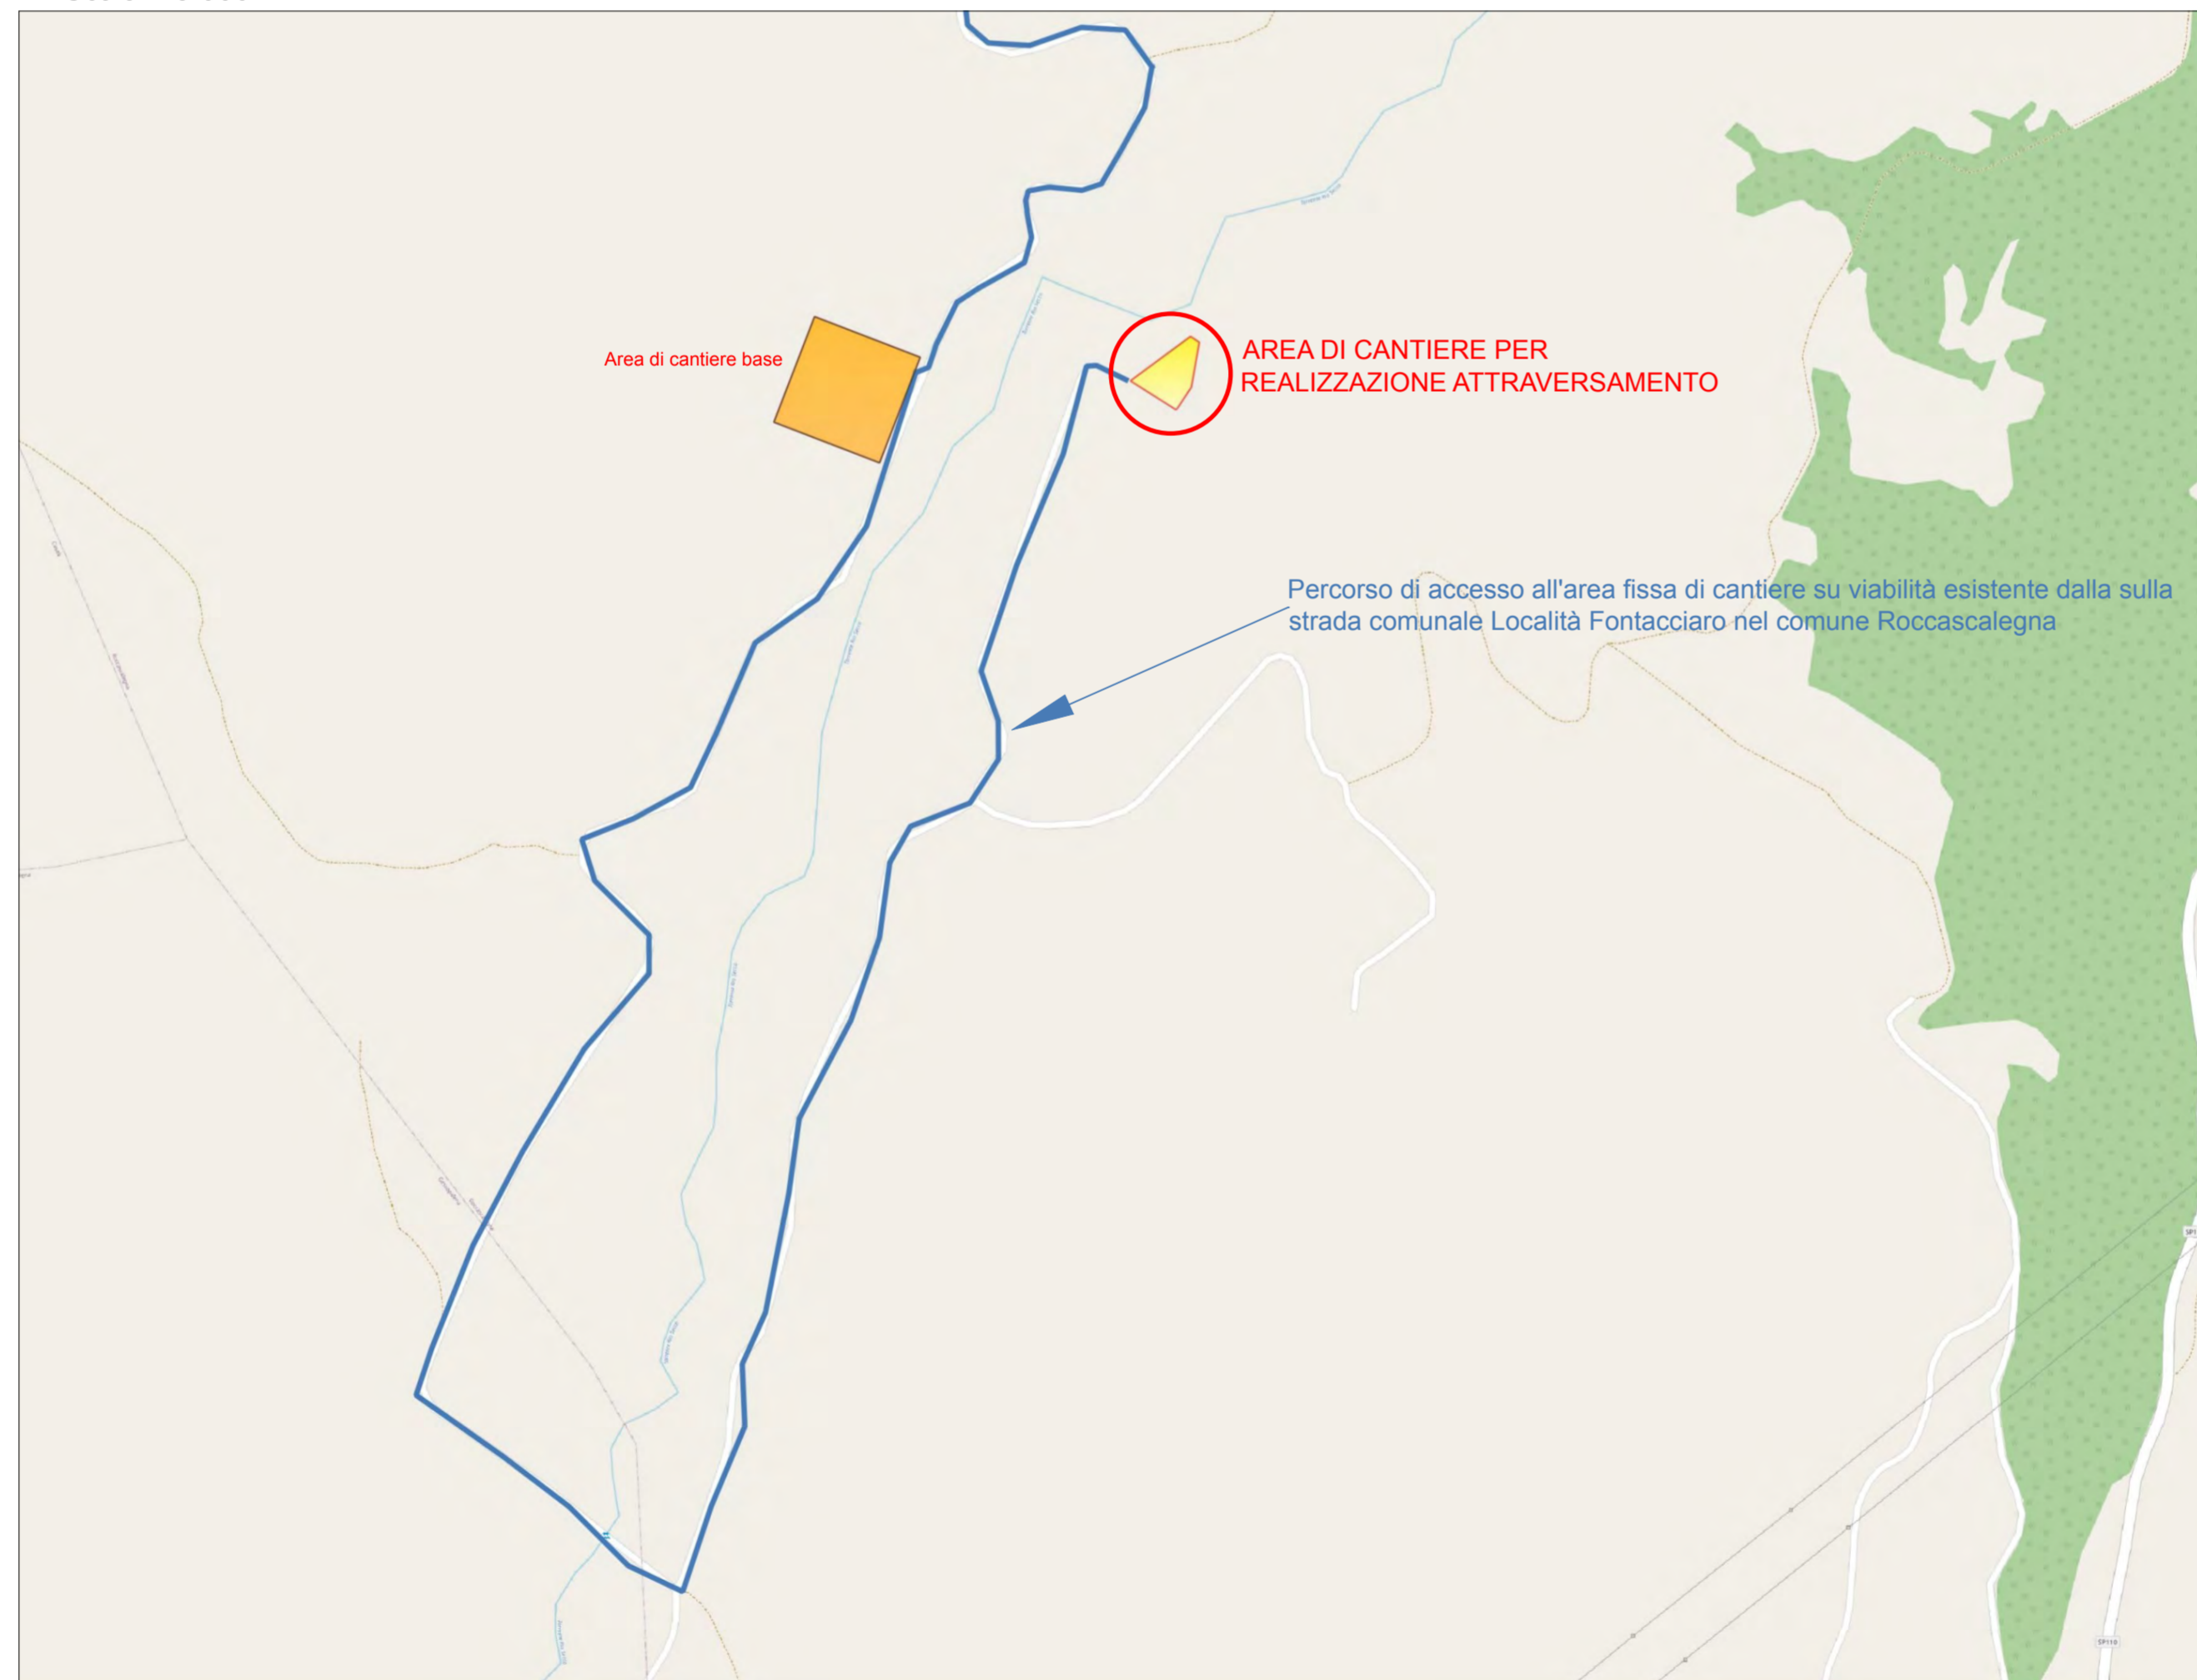 Area di cantiere base
AREA DI CANTIERE PER
REALIZZAZIONE ATTRAVERSAMENTO
Percorso di accesso all'area fissa di cantiere su viabilità esistente dalla sulla
strada comunale Località Fontacciaro nel comune Roccascalegna
SP110